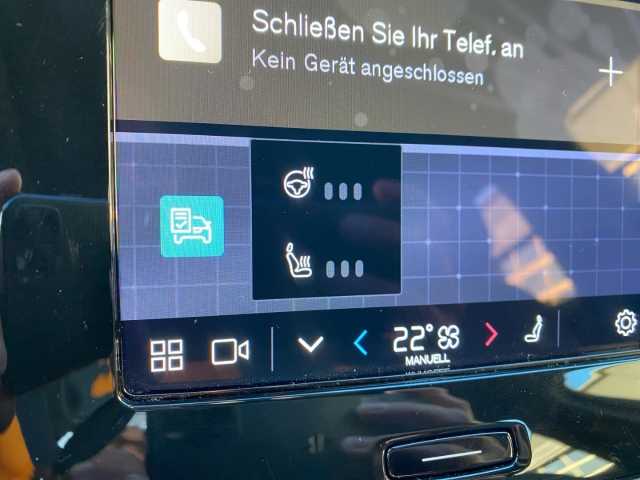 Schließen Sie Ihr Telef. an
Kein Gerät angeschlossen
22°
MANUELL